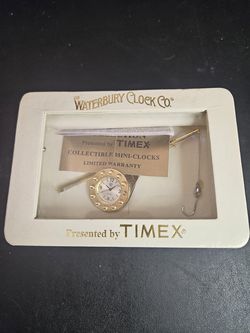 WATERBURY CLOCK CO.®
Presented by TIMEX
COLLECTIBLE MINI-CLOCKS
LIMITED WARRANTY
Presented by TIMEX®